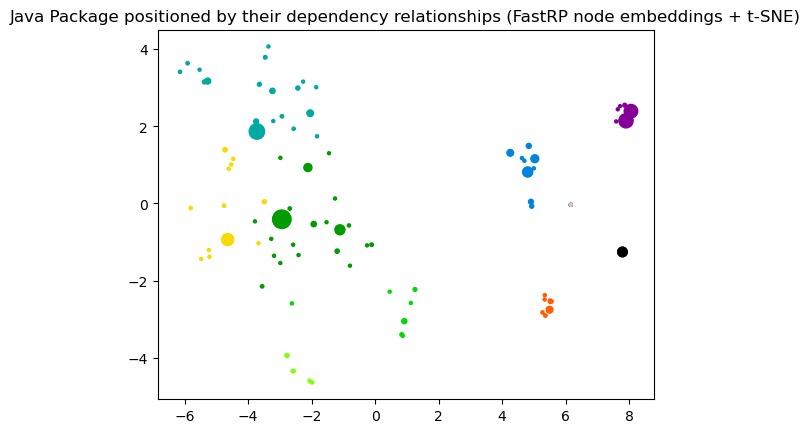 Java Package positioned by their dependency relationships (FastRP node embeddings + t-SNE)
4
2
0
−2
−4
−6 −4 −2 0 2 4 6 8